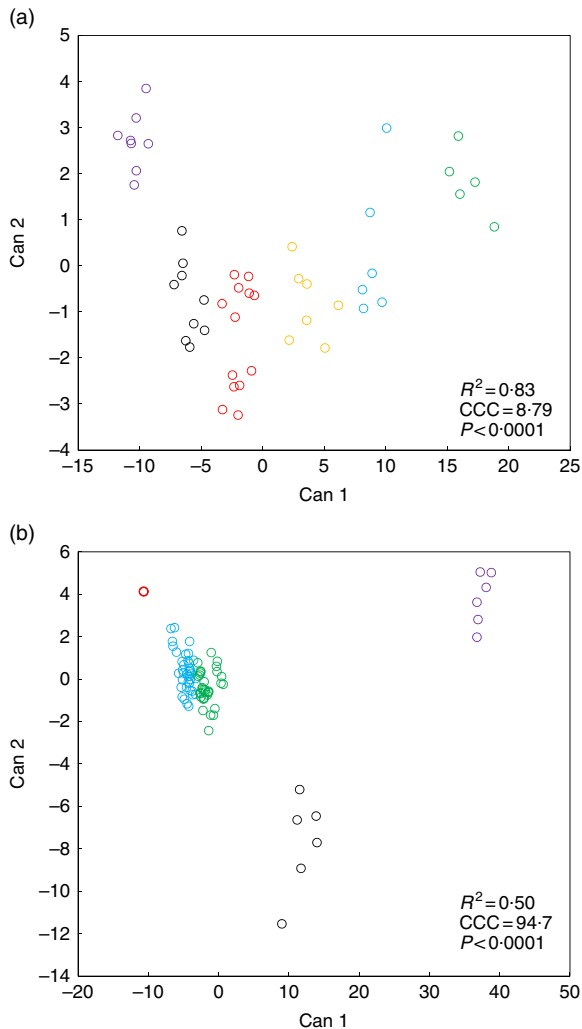 (a)
5
4
3
2
1
0
−1
−2
−3
−4
Can 2
−15 −10 −5 0 5 10 15 20 25
Can 1
R² = 0·83
CCC = 8·79
P < 0·0001
(b)
6
4
2
0
−2
−4
−6
−8
−10
−12
−14
Can 2
−20 −10 0 10 20 30 40 50
Can 1
R² = 0·50
CCC = 94·7
P < 0·0001